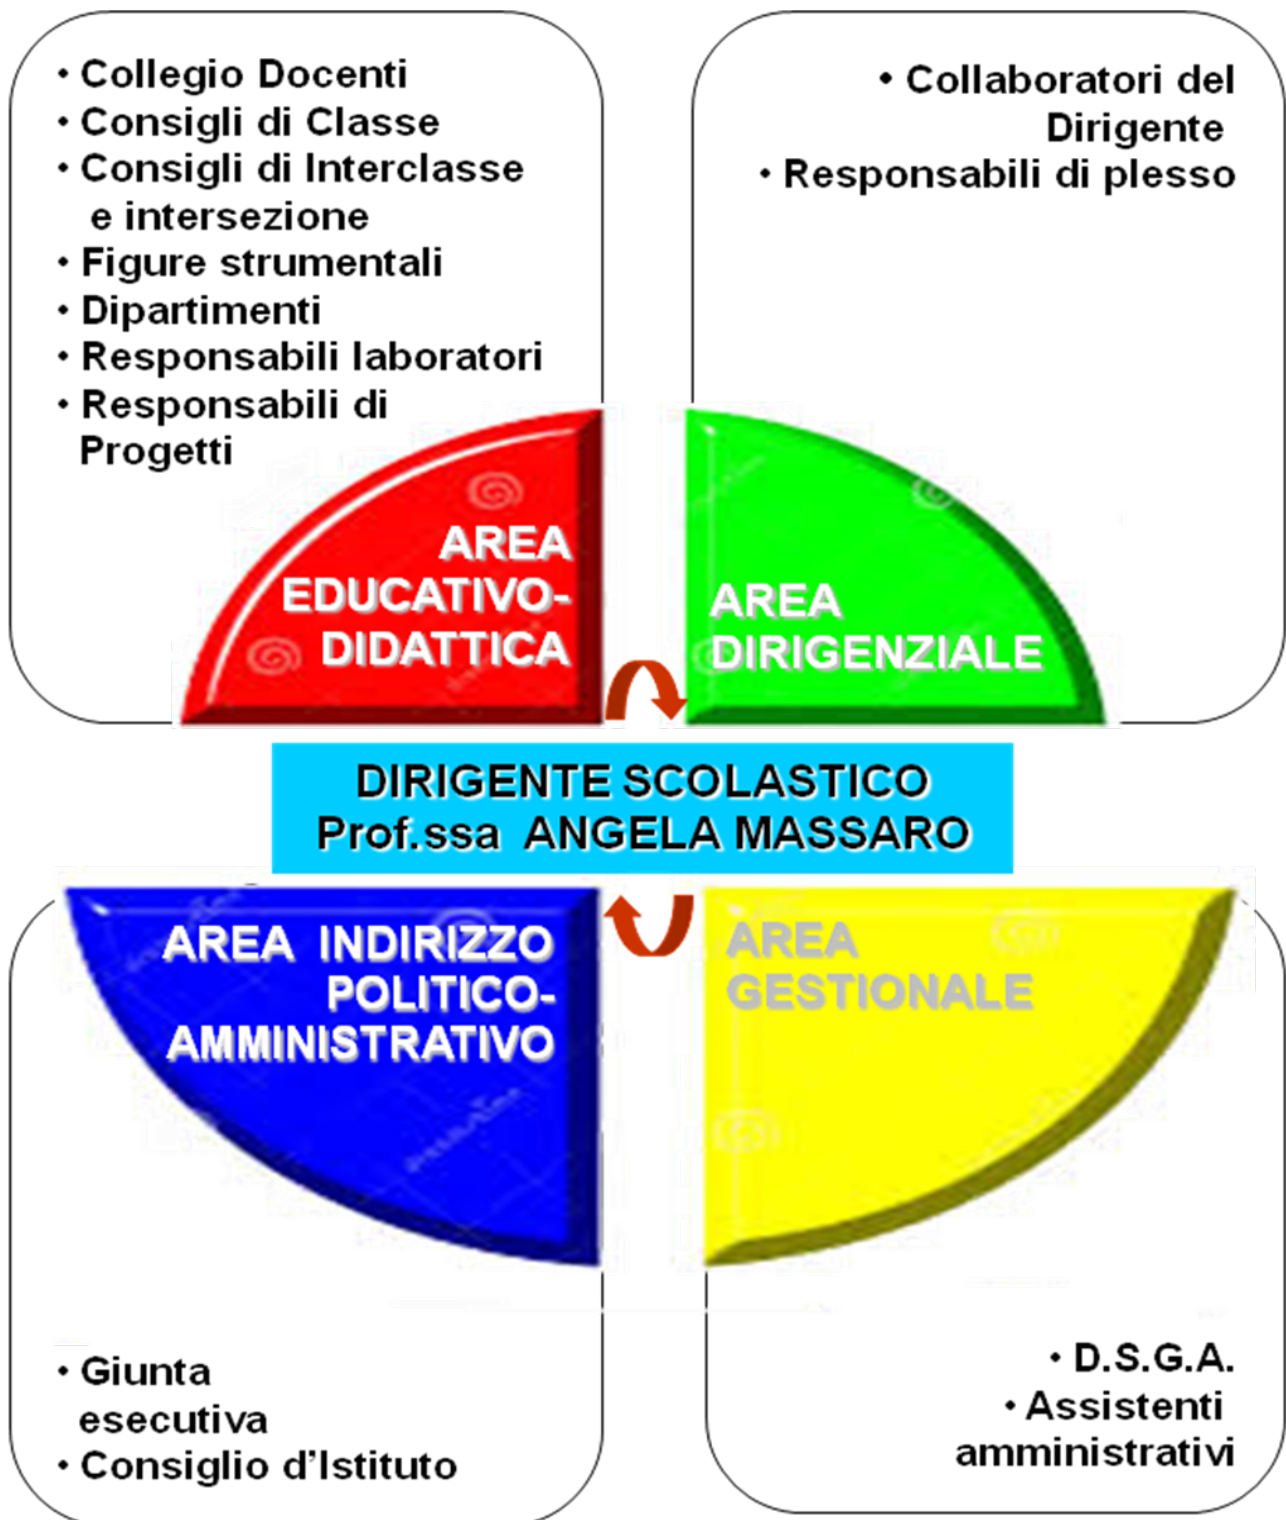 • Collegio Docenti
• Consigli di Classe
• Consigli di Interclasse
e intersezione
• Figure strumentali
• Dipartimenti
• Responsabili laboratori
• Responsabili di
Progetti
• Collaboratori del
Dirigente
• Responsabili di plesso
AREA
EDUCATIVO-
DIDATTICA
AREA
DIRIGENZIALE
DIRIGENTE SCOLASTICO
Prof.ssa ANGELA MASSARO
AREA INDIRIZZO
POLITICO-
AMMINISTRATIVO
AREA
GESTIONALE
• Giunta
esecutiva
• Consiglio d'Istituto
• D.S.G.A.
• Assistenti
amministrativi